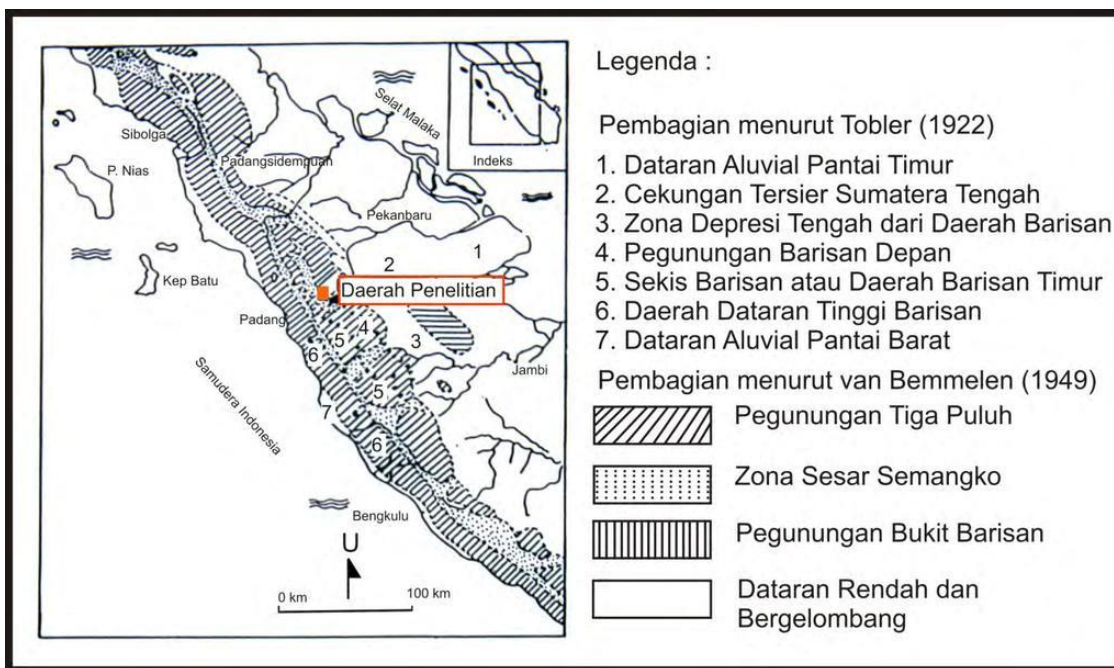 Sibolga
P. Nias
Padangsidempuan
Selat Malaka
Indeks
Pekanbaru
1
2
Kep Batu
Daerah Penelitian
Padang
4
5
3
6
Jambi
Samudera Indonesia
5
7
6
Bengkulu
U
0 km
100 km
Legenda :
Pembagian menurut Tobler (1922)
1. Dataran Aluvial Pantai Timur
2. Cekungan Tersier Sumatera Tengah
3. Zona Depresi Tengah dari Daerah Barisan
4. Pegunungan Barisan Depan
5. Sekis Barisan atau Daerah Barisan Timur
6. Daerah Dataran Tinggi Barisan
7. Dataran Aluvial Pantai Barat
Pembagian menurut van Bemmelen (1949)
Pegunungan Tiga Puluh
Zona Sesar Semangko
Pegunungan Bukit Barisan
Dataran Rendah dan
Bergelombang